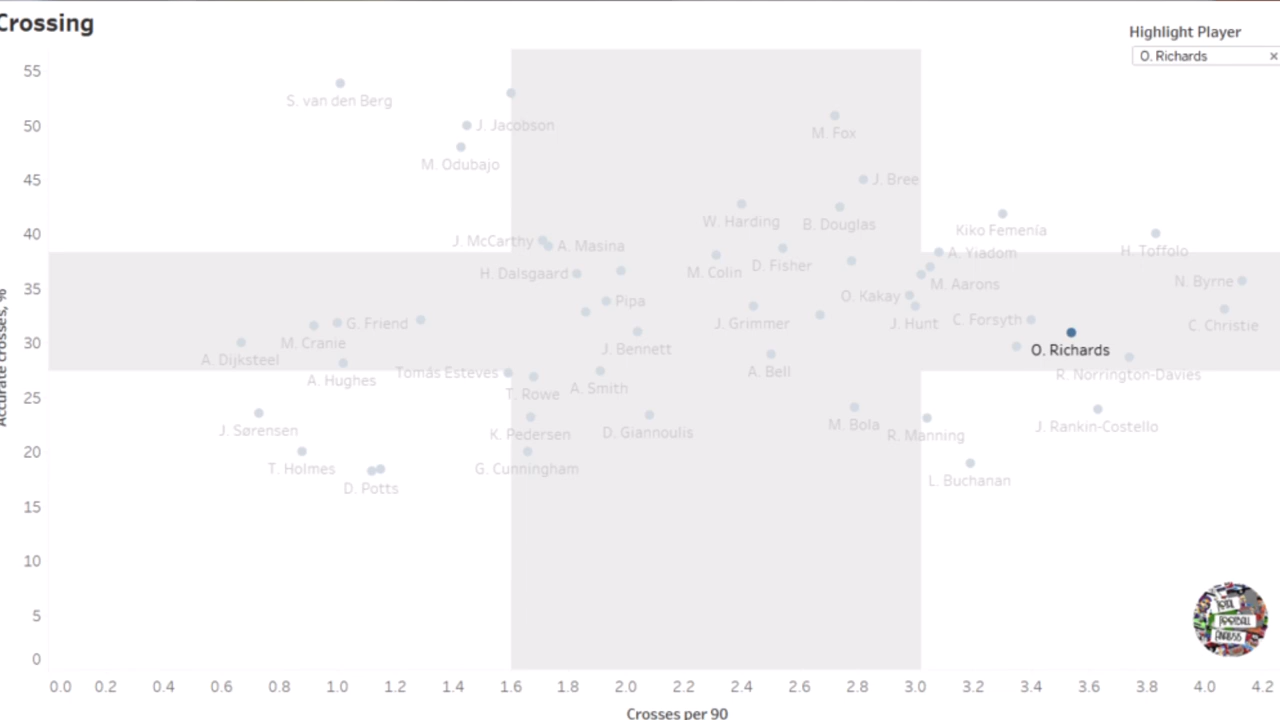 Crossing
Highlight Player
O. Richards ×
55
S. van den Berg
50
J. Jacobson
M. Fox
M. Odubajo
45
J. Bree
W. Harding
B. Douglas
40
Kiko Femenía
J. McCarthy
A. Masina
H. Toffolo
A. Yiadom
D. Fisher
H. Dalsgaard
M. Colin
N. Byrne
M. Aarons
35
O. Kakay
Pipa
G. Friend
J. Grimmer
J. Hunt
C. Forsyth
C. Christie
30
M. Cranie
J. Bennett
O. Richards
A. Dijksteel
A. Hughes
Tomás Esteves
A. Bell
R. Norrington-Davies
25
T. Rowe
A. Smith
J. Sørensen
K. Pedersen
D. Giannoulis
M. Bola
R. Manning
J. Rankin-Costello
20
T. Holmes
G. Cunningham
D. Potts
L. Buchanan
15
10
5
0
Accurate crosses, %
0.0 0.2 0.4 0.6 0.8 1.0 1.2 1.4 1.6 1.8 2.0 2.2 2.4 2.6 2.8 3.0 3.2 3.4 3.6 3.8 4.0 4.2
Crosses per 90
Total
Football
Analysis